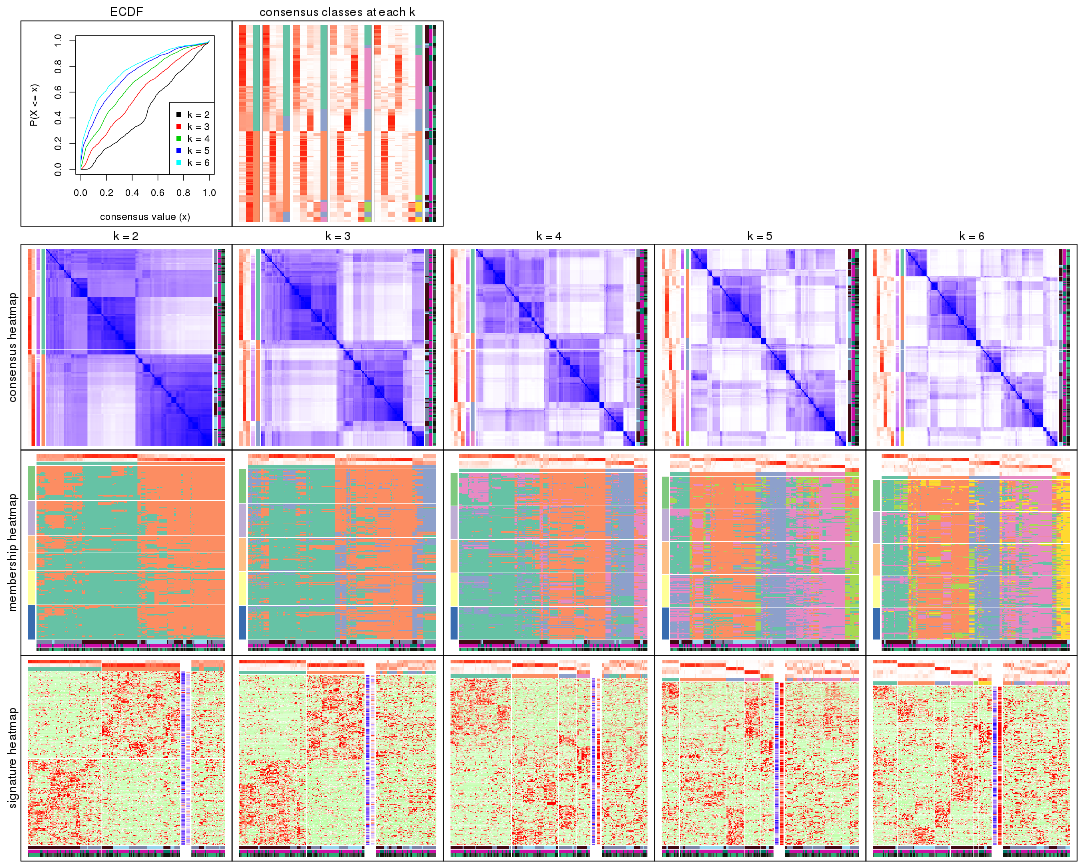 ECDF
consensus classes at each k
P(X <= x)
0.0 0.2 0.4 0.6 0.8 1.0
k = 2
k = 3
k = 4
k = 5
k = 6
0.0 0.2 0.4 0.6 0.8 1.0
consensus value (x)
k = 2
k = 3
k = 4
k = 5
k = 6
consensus heatmap
membership heatmap
signature heatmap